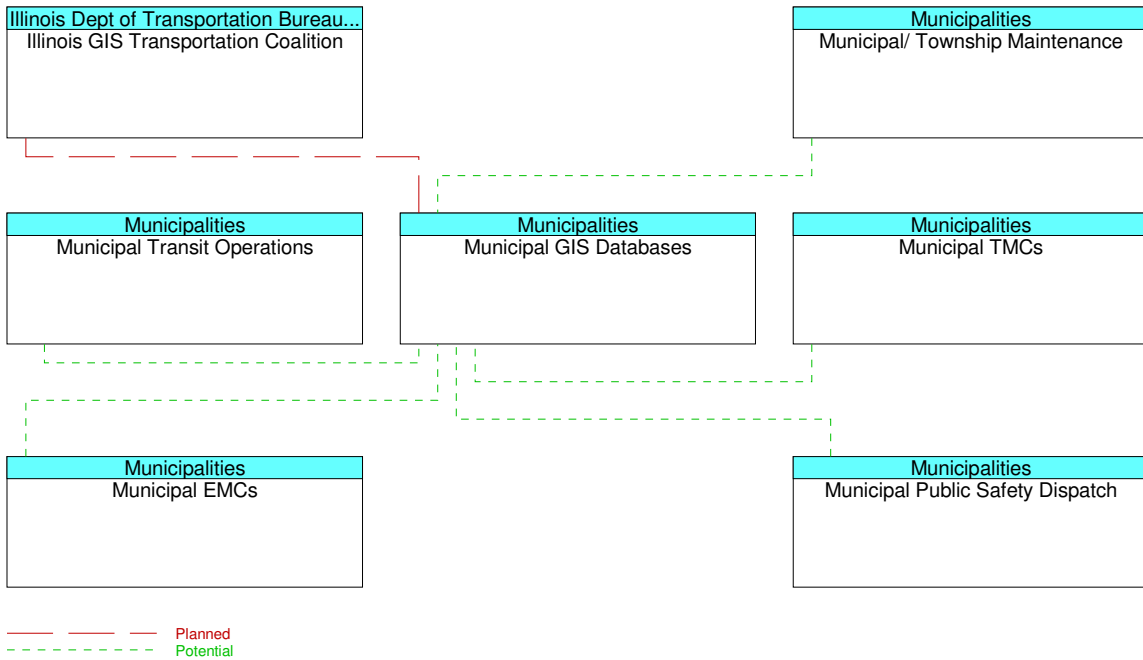 Illinois Dept of Transportation Bureau...
Illinois GIS Transportation Coalition
Municipalities
Municipal/ Township Maintenance
Municipalities
Municipal Transit Operations
Municipalities
Municipal GIS Databases
Municipalities
Municipal TMCs
Municipalities
Municipal EMCs
Municipalities
Municipal Public Safety Dispatch
Planned
Potential